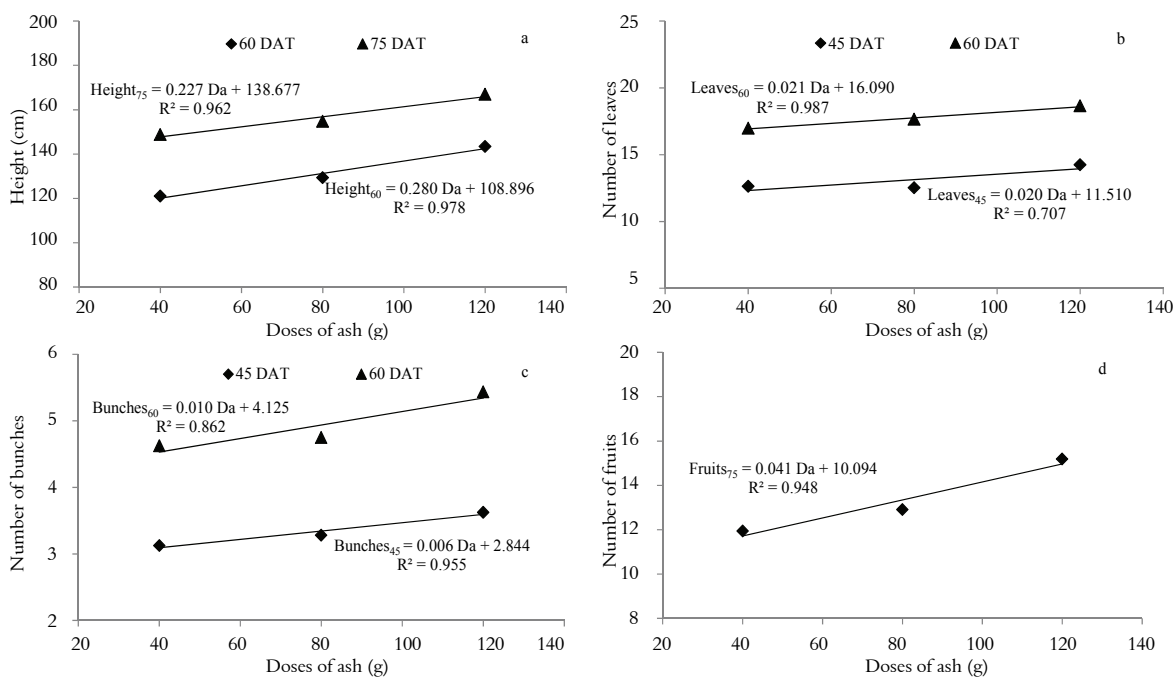 200
180
160
140
120
100
80
20 40 60 80 100 120 140
Height (cm)
Doses of ash (g)
60 DAT 75 DAT
a
Height₇₅ = 0.227 Da + 138.677
R² = 0.962
Height₆₀ = 0.280 Da + 108.896
R² = 0.978
25
20
15
10
5
20 40 60 80 100 120 140
Number of leaves
Doses of ash (g)
45 DAT 60 DAT
b
Leaves₆₀ = 0.021 Da + 16.090
R² = 0.987
Leaves₄₅ = 0.020 Da + 11.510
R² = 0.707
6
5
4
3
2
20 40 60 80 100 120 140
Number of bunches
Doses of ash (g)
45 DAT 60 DAT
c
Bunches₆₀ = 0.010 Da + 4.125
R² = 0.862
Bunches₄₅ = 0.006 Da + 2.844
R² = 0.955
20
18
16
14
12
10
8
20 40 60 80 100 120 140
Number of fruits
Doses of ash (g)
d
Fruits₇₅ = 0.041 Da + 10.094
R² = 0.948